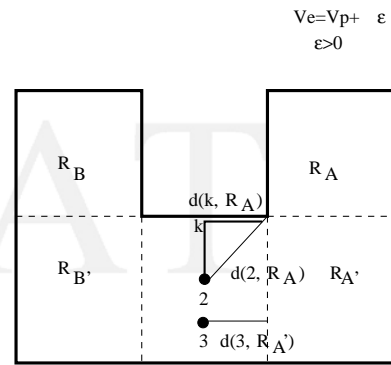 Ve=Vp+ ε
ε>0
R_B R_A
d(k, R_A)
k
R_B' d(2, R_A) R_A'
2
3 d(3, R_A')